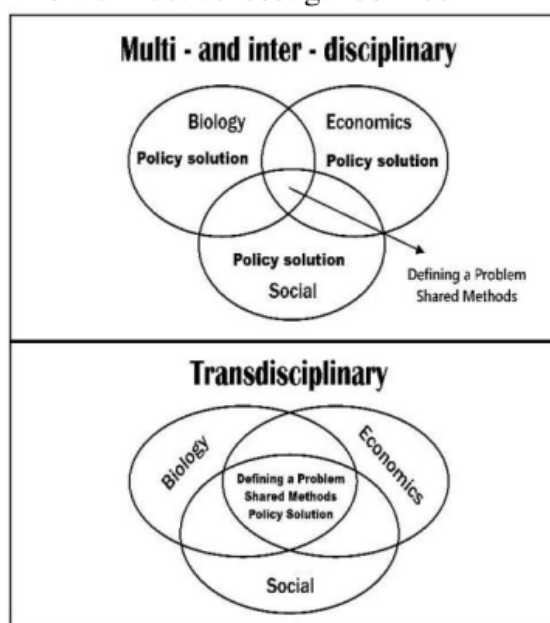 Multi - and inter - disciplinary
Biology
Economics
Policy solution
Policy solution
Policy solution
Social
Defining a Problem
Shared Methods
Transdisciplinary
Biology
Economics
Defining a Problem
Shared Methods
Policy Solution
Social